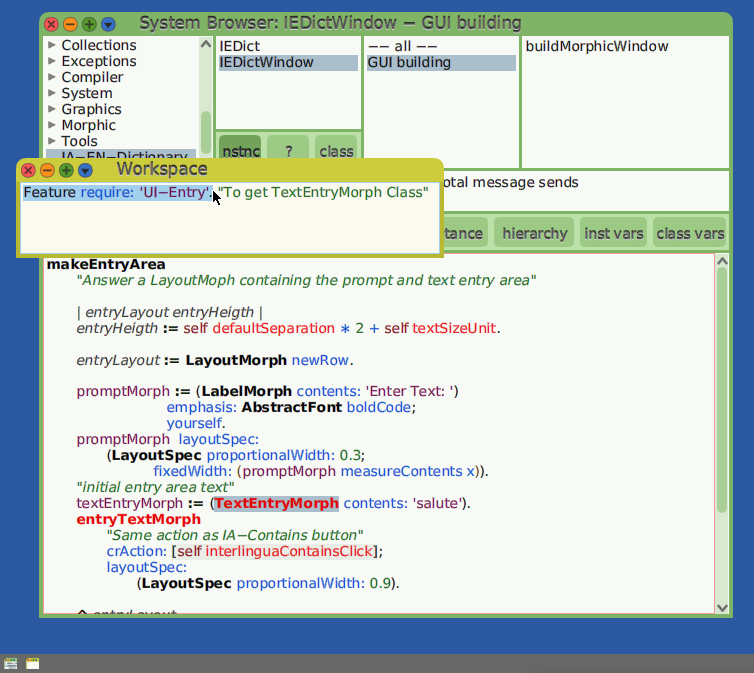 System Browser: IEDictWindow − GUI building
Collections
Exceptions
Compiler
System
Graphics
Morphic
Tools
IA−EN−Dictionary
IEDict
IEDictWindow
−− all −−
GUI building
buildMorphicWindow
nstnc
?
class
Workspace
Feature require: 'UI−Entry'. "To get TextEntryMorph Class"
otal message sends
tance
hierarchy
inst vars
class vars
makeEntryArea
"Answer a LayoutMoph containing the prompt and text entry area"
| entryLayout entryHeigth |
entryHeigth := self defaultSeparation * 2 + self textSizeUnit.
entryLayout := LayoutMorph newRow.
promptMorph := (LabelMorph contents: 'Enter Text: ')
emphasis: AbstractFont boldCode;
yourself.
promptMorph layoutSpec:
(LayoutSpec proportionalWidth: 0.3;
fixedWidth: (promptMorph measureContents x)).
"initial entry area text"
textEntryMorph := (TextEntryMorph contents: 'salute').
entryTextMorph
"Same action as IA−Contains button"
crAction: [self interlinguaContainsClick];
layoutSpec:
(LayoutSpec proportionalWidth: 0.9).
^ entryLayout